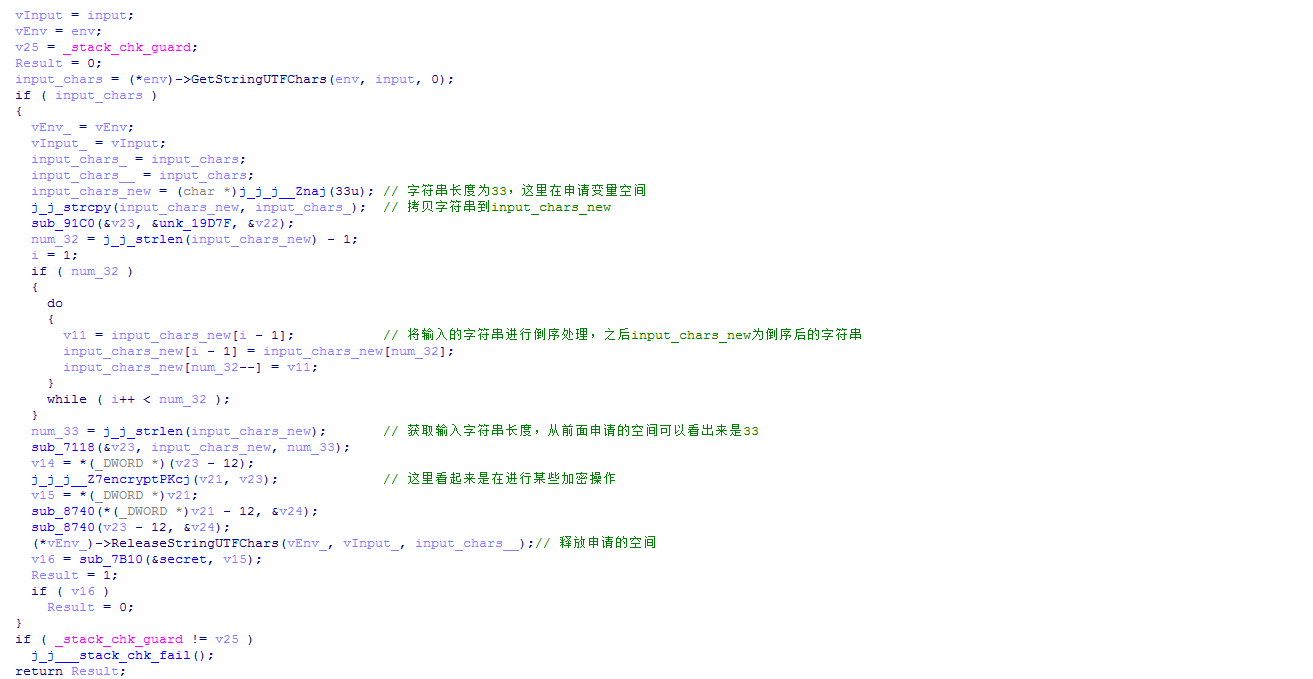 vInput = input;
vEnv = env;
v25 = _stack_chk_guard;
Result = 0;
input_chars = (*env)->GetStringUTFChars(env, input, 0);
if ( input_chars )
{
vEnv_ = vEnv;
vInput_ = vInput;
input_chars_ = input_chars;
input_chars__ = input_chars;
input_chars_new = (char *)j_j_j__Znaj(33u); // 字符串长度为33，这里在申请变量空间
j_j_strcpy(input_chars_new, input_chars_); // 拷贝字符串到input_chars_new
sub_91C0(&v23, &unk_19D7F, &v22);
num_32 = j_j_strlen(input_chars_new) - 1;
i = 1;
if ( num_32 )
{
do
{
v11 = input_chars_new[i - 1]; // 将输入的字符串进行倒序处理，之后input_chars_new为倒序后的字符串
input_chars_new[i - 1] = input_chars_new[num_32];
input_chars_new[num_32--] = v11;
}
while ( i++ < num_32 );
}
num_33 = j_j_strlen(input_chars_new); // 获取输入字符串长度，从前面申请的空间可以看出来是33
sub_7118(&v23, input_chars_new, num_33);
v14 = *(_DWORD *)(v23 - 12);
j_j_j__Z7encryptPKcj(v21, v23); // 这里看起来是在进行某些加密操作
v15 = *(_DWORD *)v21;
sub_8740(*(_DWORD *)v21 - 12, &v24);
sub_8740(v23 - 12, &v24);
(*vEnv_)->ReleaseStringUTFChars(vEnv_, vInput_, input_chars__);// 释放申请的空间
v16 = sub_7B10(&secret, v15);
Result = 1;
if ( v16 )
Result = 0;
}
if ( _stack_chk_guard != v25 )
j_j___stack_chk_fail();
return Result;